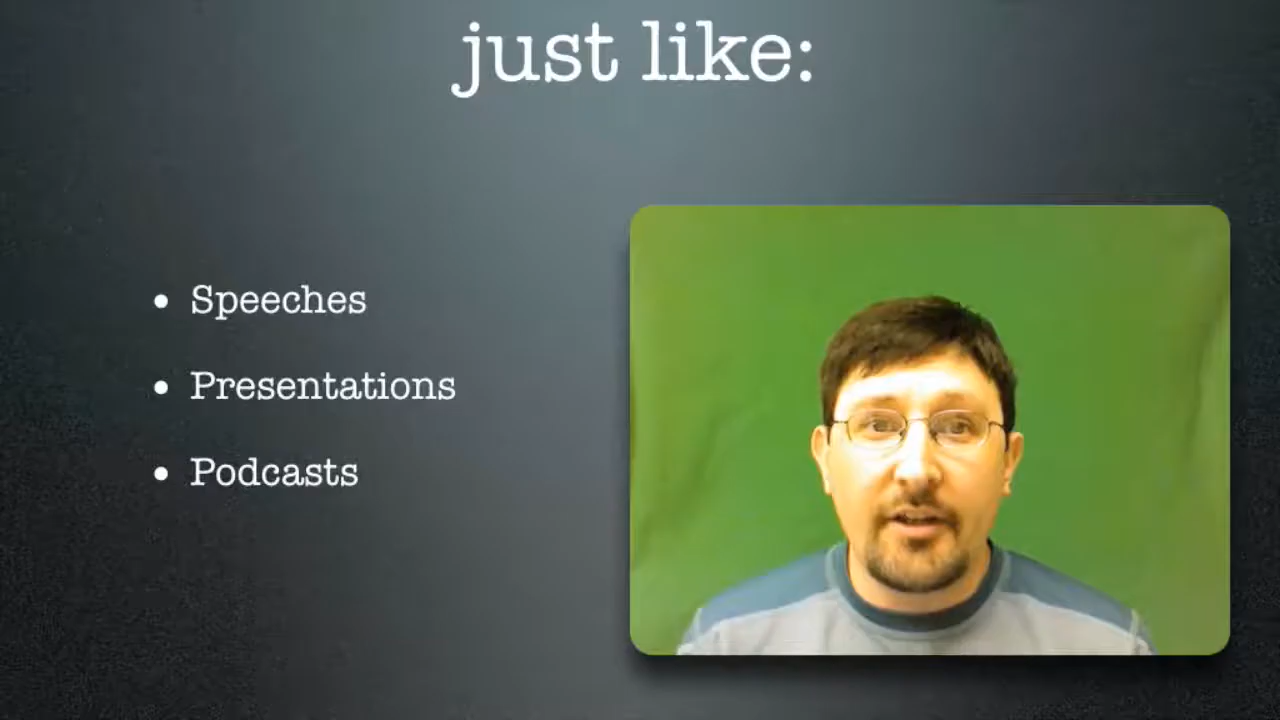 just like:
• Speeches
• Presentations
• Podcasts